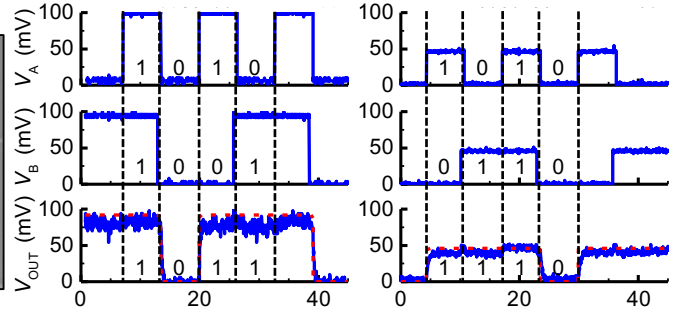 V_A (mV) 100 50 0 1 0 1 0
100 50 0 1 0 1 0
V_B (mV) 100 50 0 1 0 0 1
100 50 0 0 1 1 0
V_OUT (mV) 100 50 0 1 0 1 1
100 50 0 1 1 1 0
0 20 40
0 20 40